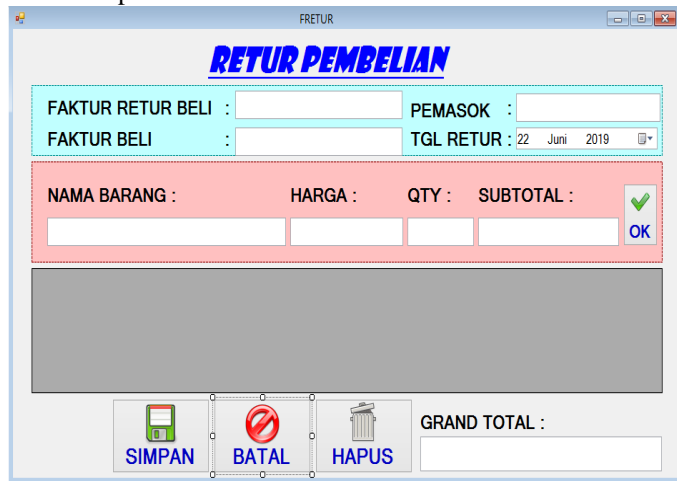 FRETUR
RETUR PEMBELIAN
FAKTUR RETUR BELI : PEMASOK :
FAKTUR BELI : TGL RETUR : 22 Juni 2019
NAMA BARANG : HARGA : QTY : SUBTOTAL :
OK
SIMPAN BATAL HAPUS GRAND TOTAL :